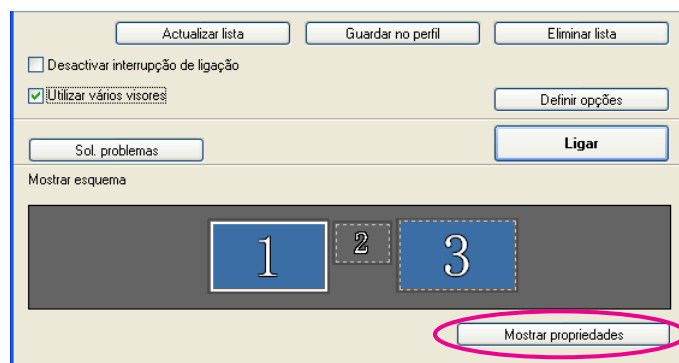 Actualizar lista Guardar no perfil Eliminar lista
Desactivar interrupção de ligação
Utilizar vários visores
Definir opções
Sol. problemas Ligar
Mostrar esquema
1 2 3
Mostrar propriedades